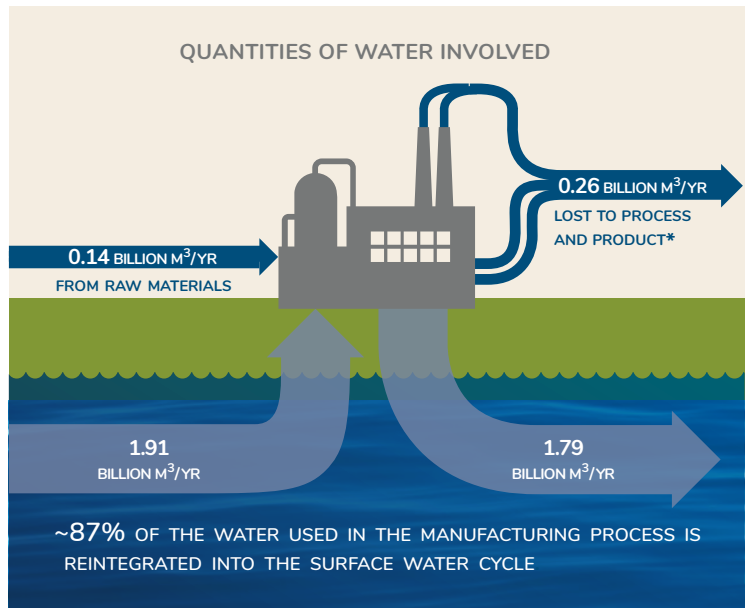 QUANTITIES OF WATER INVOLVED
0.26 BILLION M³/YR
LOST TO PROCESS
AND PRODUCT*
0.14 BILLION M³/YR
FROM RAW MATERIALS
1.91
BILLION M³/YR
1.79
BILLION M³/YR
~87% OF THE WATER USED IN THE MANUFACTURING PROCESS IS
REINTEGRATED INTO THE SURFACE WATER CYCLE